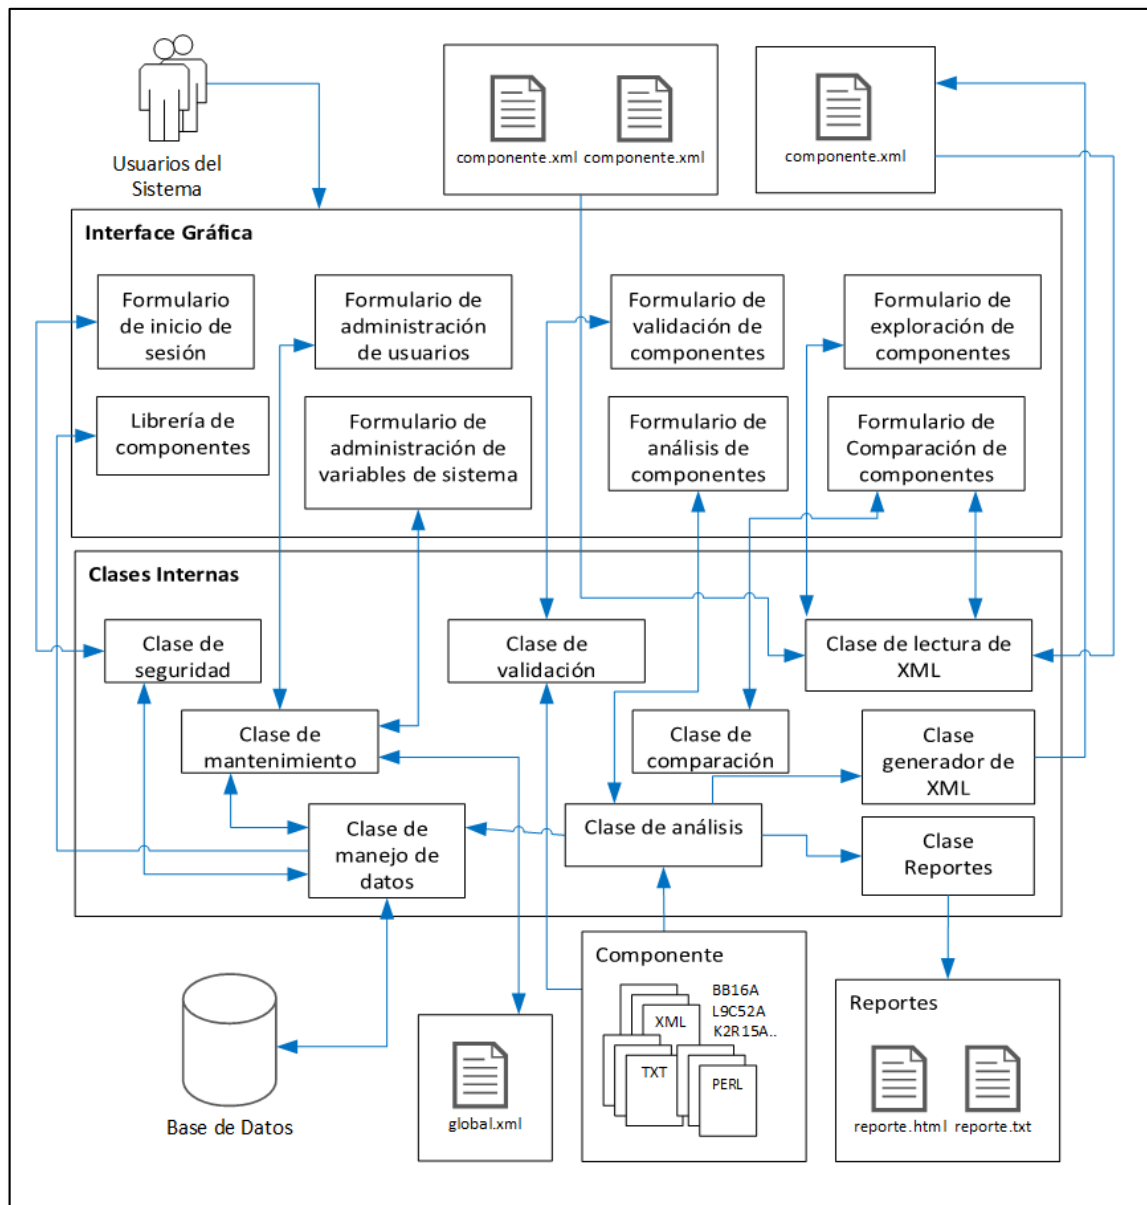 Usuarios del
Sistema
componente.xml componente.xml
componente.xml
Interface Gráfica
Formulario
de inicio de
sesión
Formulario de
administración
de usuarios
Formulario de
validación de
componentes
Formulario de
exploración de
componentes
Librería de
componentes
Formulario de
administración de
variables de sistema
Formulario de
análisis de
componentes
Formulario de
Comparación de
componentes
Clases Internas
Clase de
seguridad
Clase de
validación
Clase de lectura de
XML
Clase de
mantenimiento
Clase de
comparación
Clase
generador de
XML
Clase de
manejo de
datos
Clase de análisis
Clase
Reportes
Componente
BB16A
L9C52A
K2R15A..
XML
TXT
PERL
Base de Datos
global.xml
Reportes
reporte.html reporte.txt